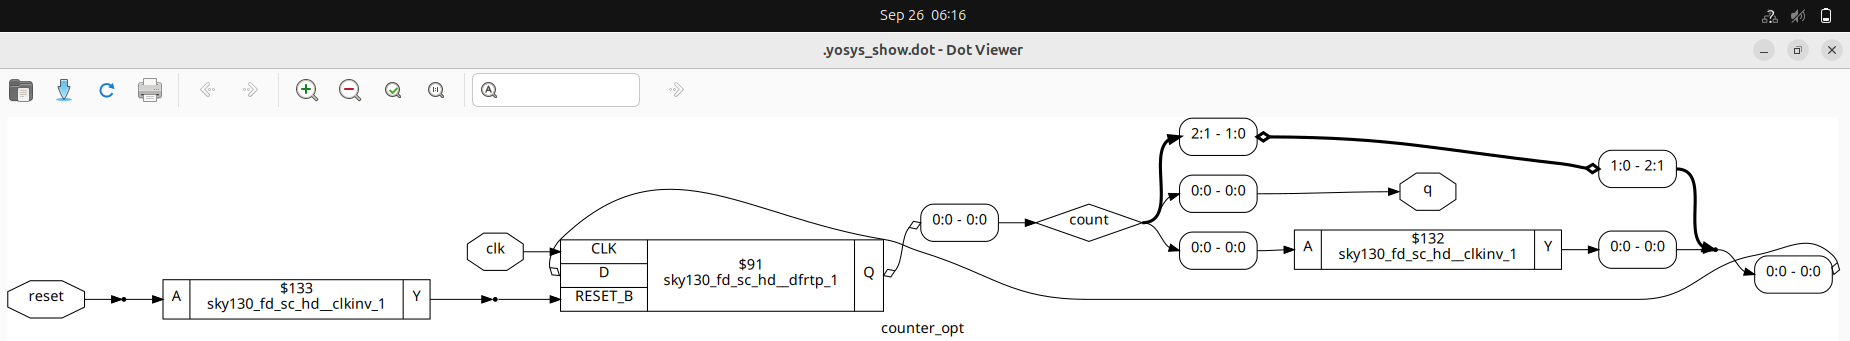 Sep 26 06:16
.yosys_show.dot - Dot Viewer
2:1 - 1:0
1:0 - 2:1
0:0 - 0:0
q
0:0 - 0:0
count
clk
CLK
D
RESET_B
$91
sky130_fd_sc_hd__dfrtp_1
Q
0:0 - 0:0
A
$132
sky130_fd_sc_hd__clkinv_1
Y
0:0 - 0:0
0:0 - 0:0
reset
A
$133
sky130_fd_sc_hd__clkinv_1
Y
counter_opt